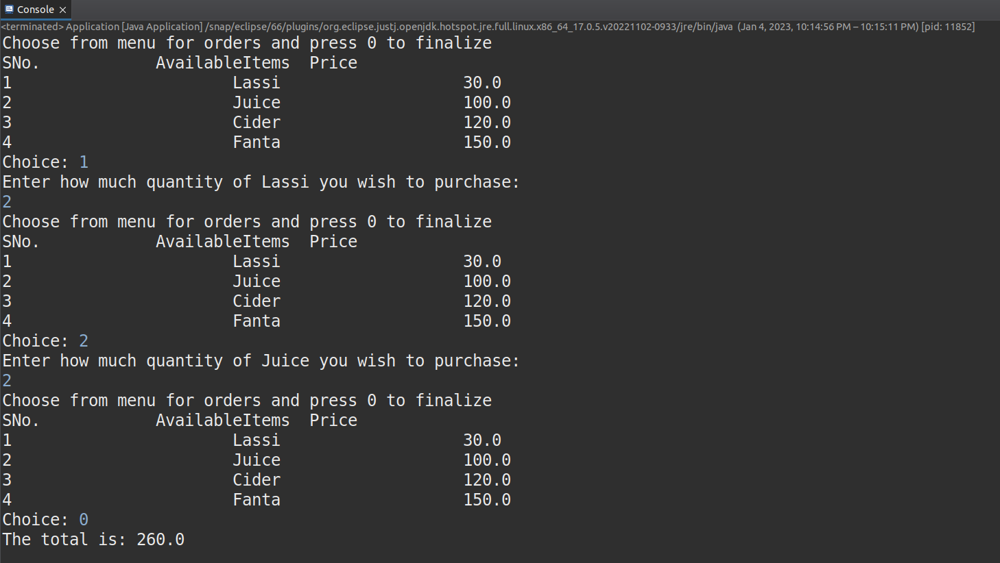 Console
<terminated> Application [Java Application] /snap/eclipse/66/plugins/org.eclipse.justj.openjdk.hotspot.jre.full.linux.x86_64_17.0.5.v20221102-0933/jre/bin/java (Jan 4, 2023, 10:14:56 PM – 10:15:11 PM) [pid: 11852]
Choose from menu for orders and press 0 to finalize
SNo. AvailableItems Price
1 Lassi 30.0
2 Juice 100.0
3 Cider 120.0
4 Fanta 150.0
Choice: 1
Enter how much quantity of Lassi you wish to purchase:
2
Choose from menu for orders and press 0 to finalize
SNo. AvailableItems Price
1 Lassi 30.0
2 Juice 100.0
3 Cider 120.0
4 Fanta 150.0
Choice: 2
Enter how much quantity of Juice you wish to purchase:
2
Choose from menu for orders and press 0 to finalize
SNo. AvailableItems Price
1 Lassi 30.0
2 Juice 100.0
3 Cider 120.0
4 Fanta 150.0
Choice: 0
The total is: 260.0